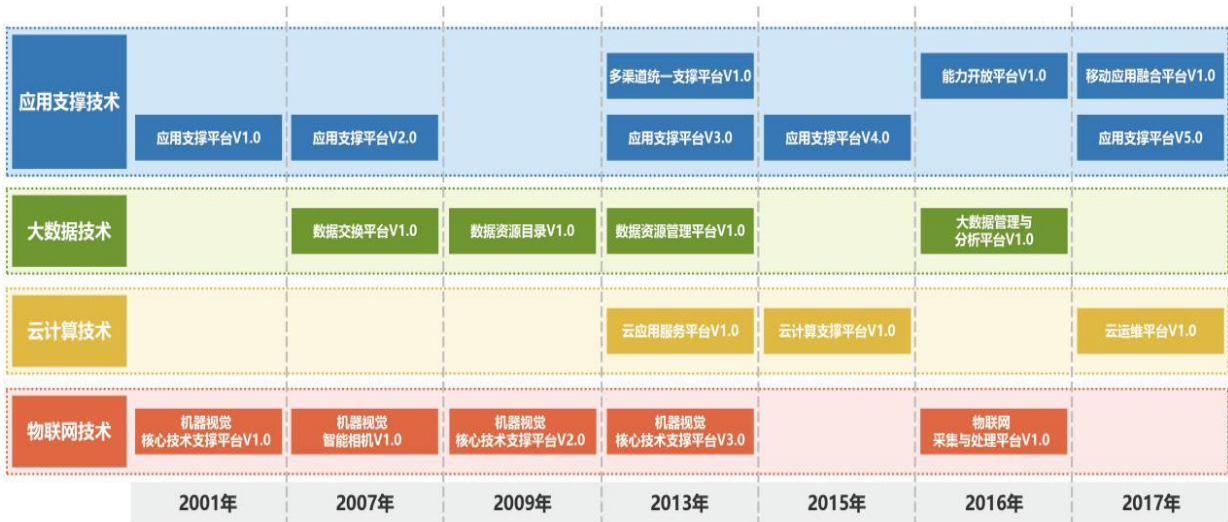 应用支撑技术
多渠道统一支撑平台V1.0
能力开放平台V1.0
移动应用融合平台V1.0
应用支撑平台V1.0
应用支撑平台V2.0
应用支撑平台V3.0
应用支撑平台V4.0
应用支撑平台V5.0
大数据技术
数据交换平台V1.0
数据资源目录V1.0
数据资源管理平台V1.0
大数据管理与
分析平台V1.0
云计算技术
云应用服务平台V1.0
云计算支撑平台V1.0
云运维平台V1.0
物联网技术
机器视觉
核心技术支撑平台V1.0
机器视觉
智能相机V1.0
机器视觉
核心技术支撑平台V2.0
机器视觉
核心技术支撑平台V3.0
物联网
采集与处理平台V1.0
2001年
2007年
2009年
2013年
2015年
2016年
2017年